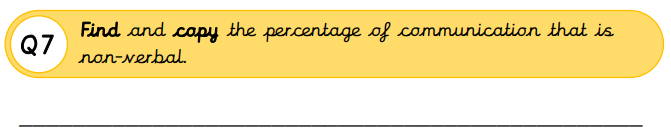 Q7
Find and copy the percentage of communication that is
non-verbal.